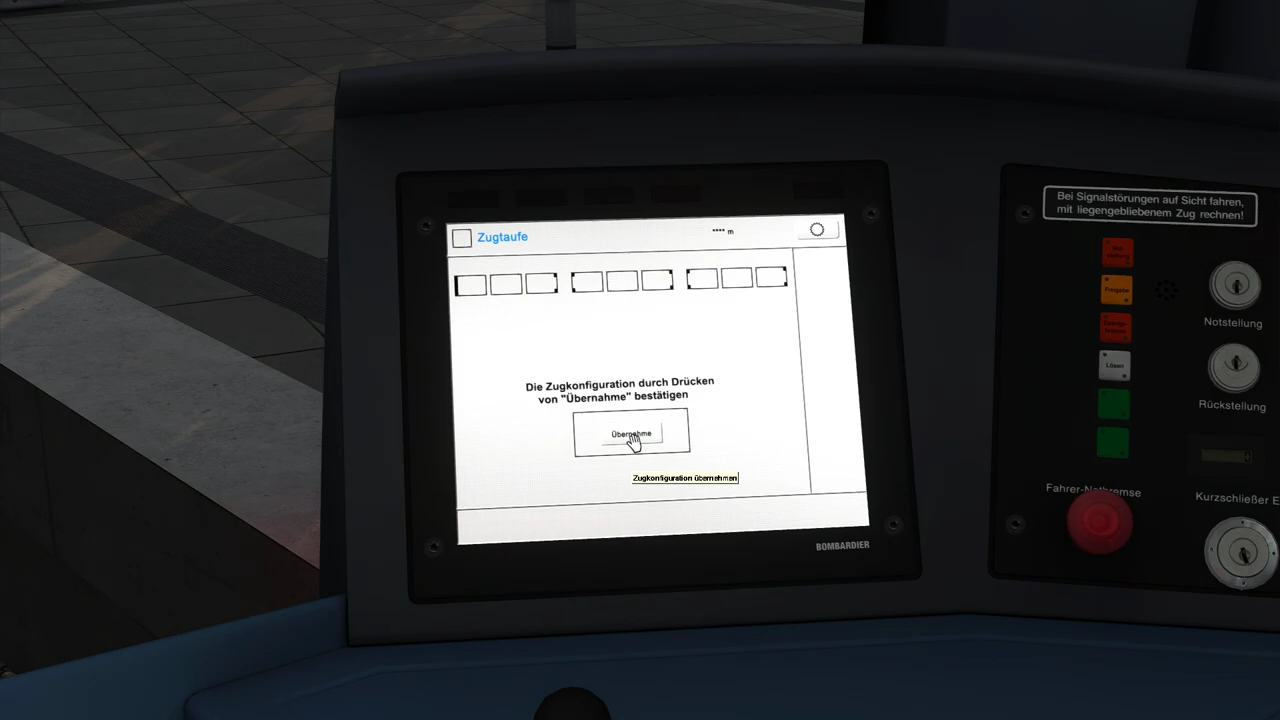 Bei Signalstörungen auf Sicht fahren,
mit liegengebliebenem Zug rechnen!
Zugtaufe
**** m
Die Zugkonfiguration durch Drücken
von "Übernahme" bestätigen
Übernahme
Zugkonfiguration übernehmen
BOMBARDIER
Freigabe
Lösen
Notstellung
Rückstellung
Fahrer-Notbremse
Kurzschließer E